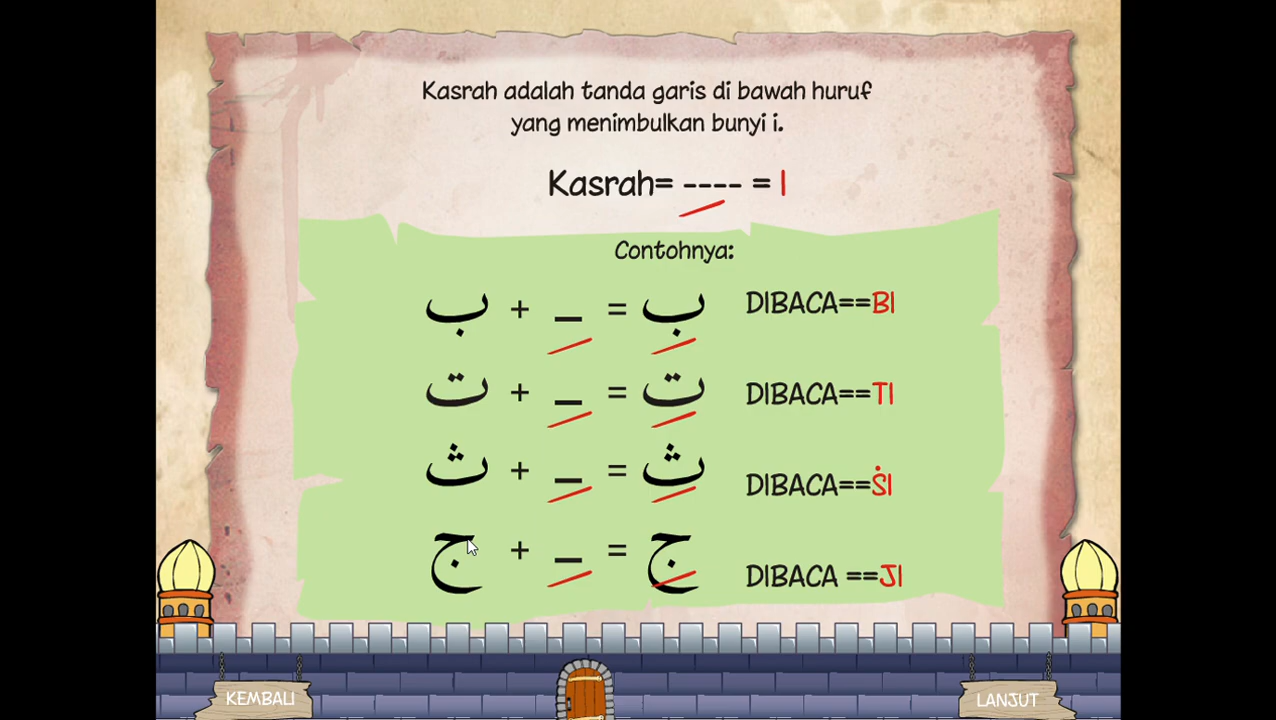 Kasrah adalah tanda garis di bawah huruf
yang menimbulkan bunyi i.
Kasrah= ---- = I
Contohnya:
ب + _ = بِ DIBACA==BI
ت + _ = تِ DIBACA==TI
ث + _ = ثِ DIBACA==ṠI
ج + _ = جِ DIBACA ==JI
KEMBALI
LANJUT